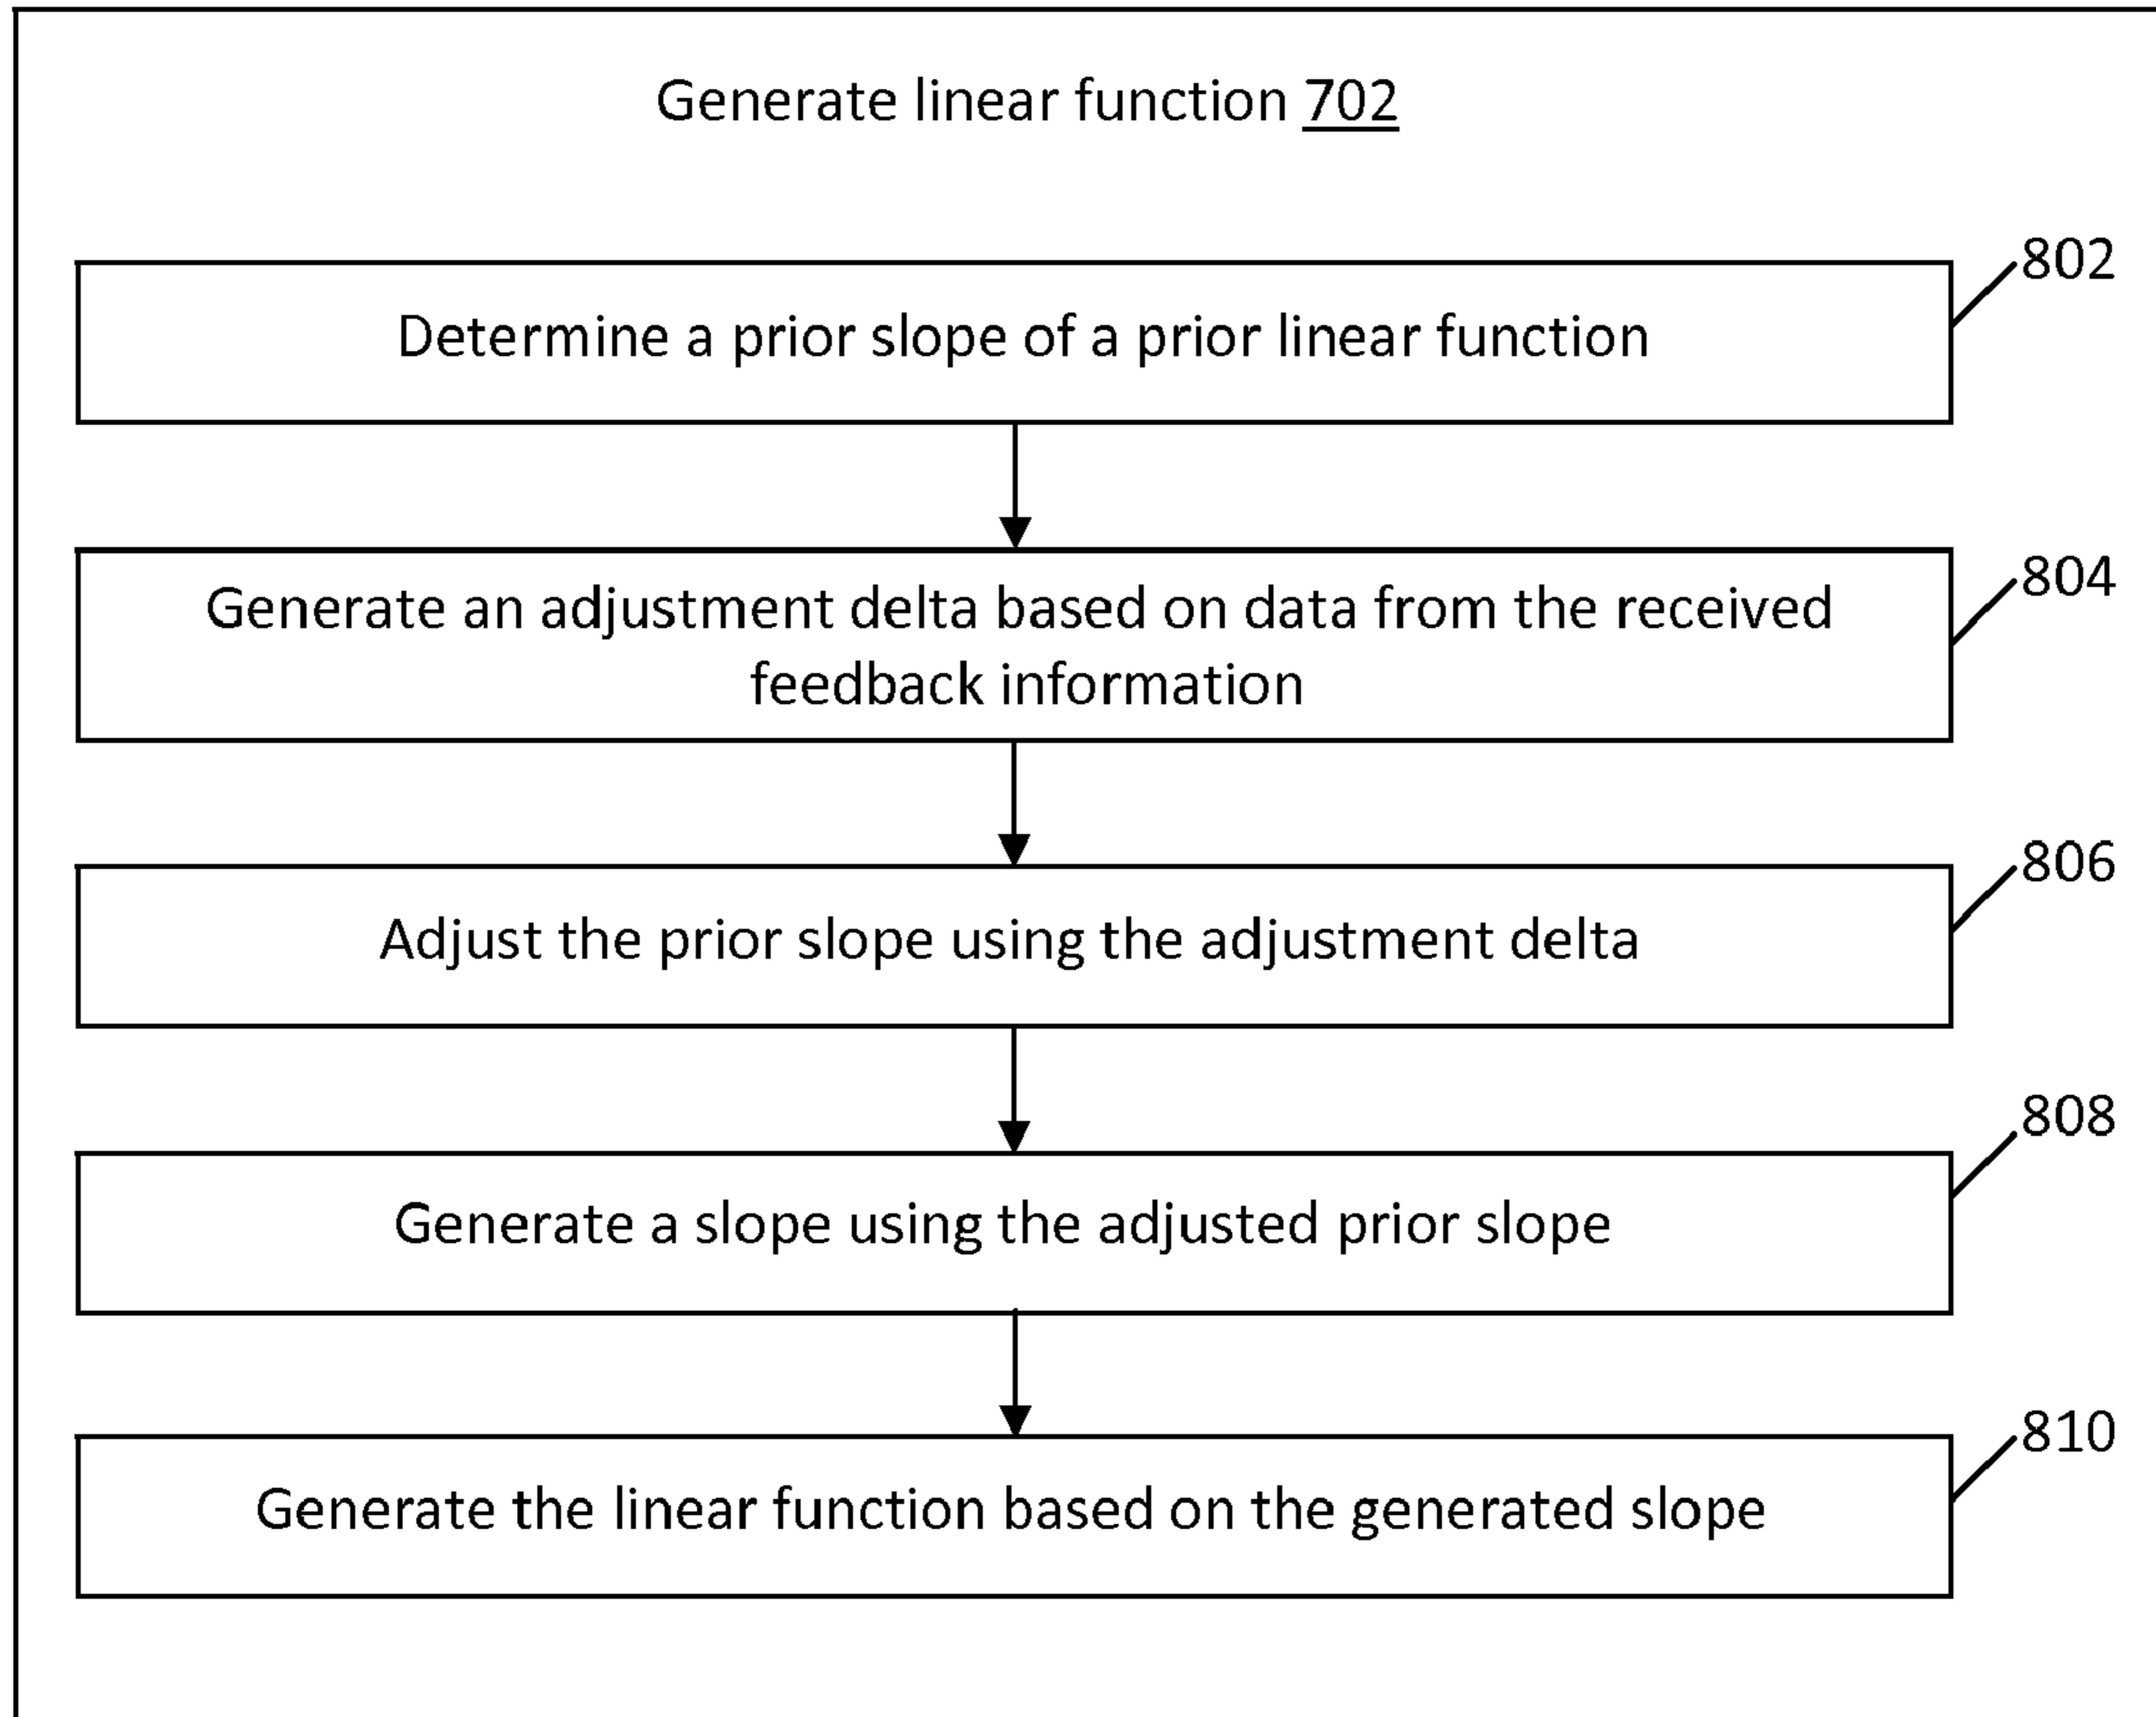 Generate linear function 702
802
Determine a prior slope of a prior linear function
804
Generate an adjustment delta based on data from the received
feedback information
806
Adjust the prior slope using the adjustment delta
808
Generate a slope using the adjusted prior slope
810
Generate the linear function based on the generated slope